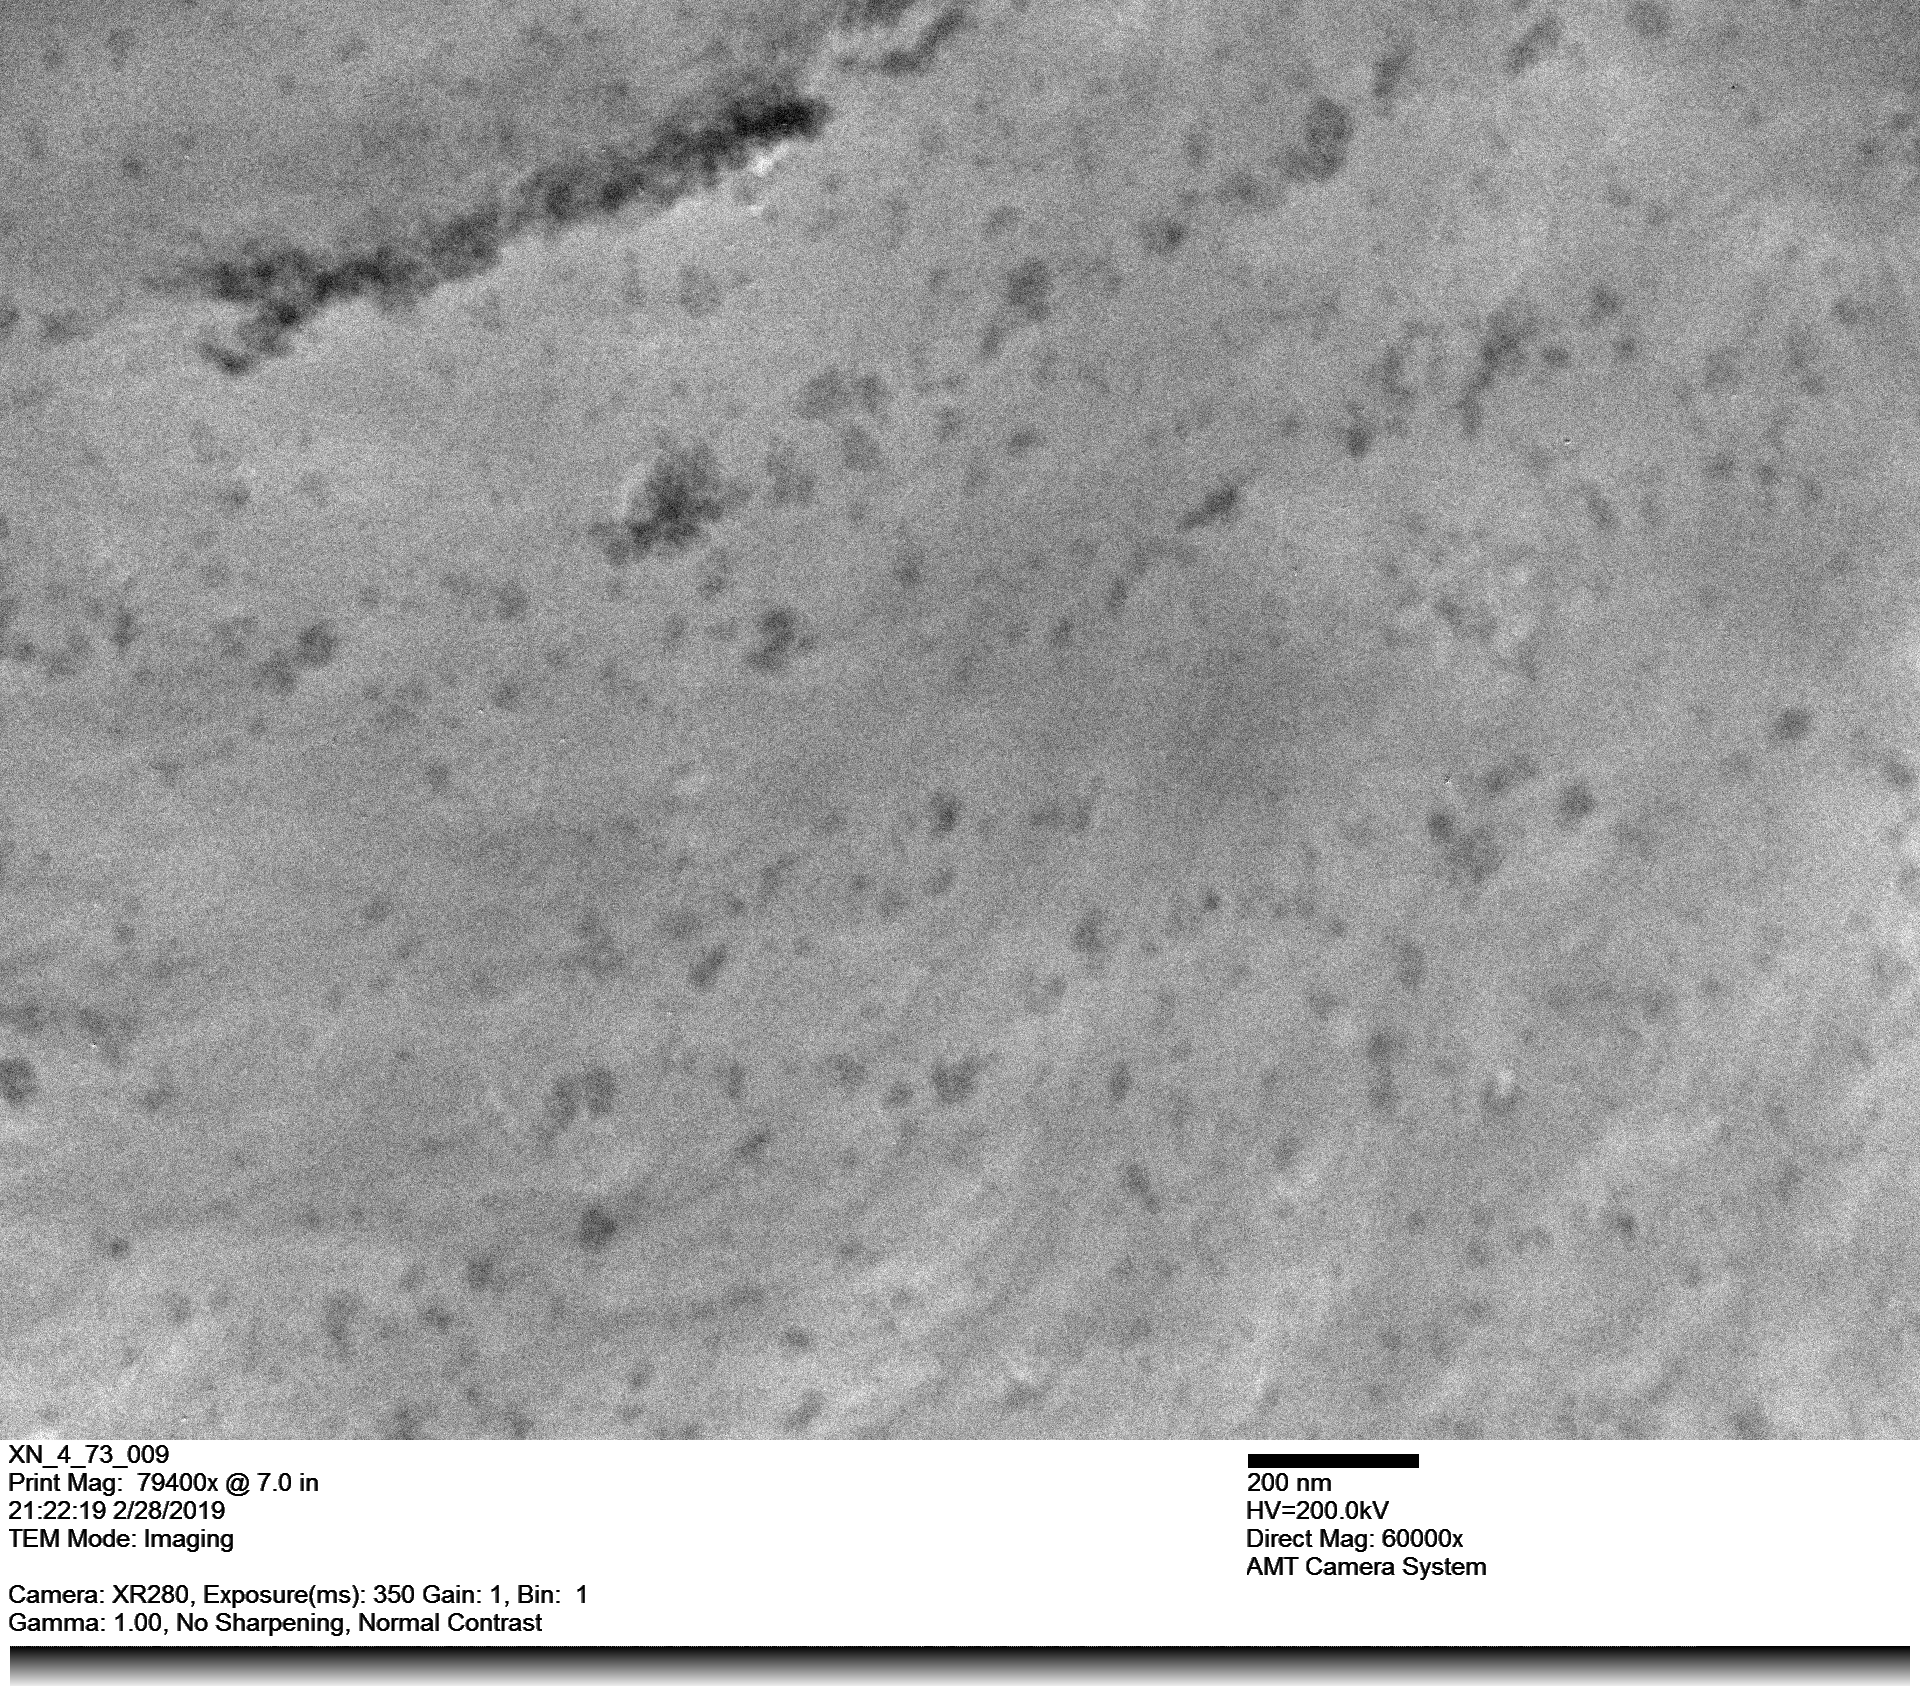 XN_4_73_009
Print Mag:  79400x @ 7.0 in
21:22:19 2/28/2019
TEM Mode: Imaging
Camera: XR280, Exposure(ms): 350 Gain: 1, Bin:  1
Gamma: 1.00, No Sharpening, Normal Contrast
200 nm
HV=200.0kV
Direct Mag: 60000x
AMT Camera System